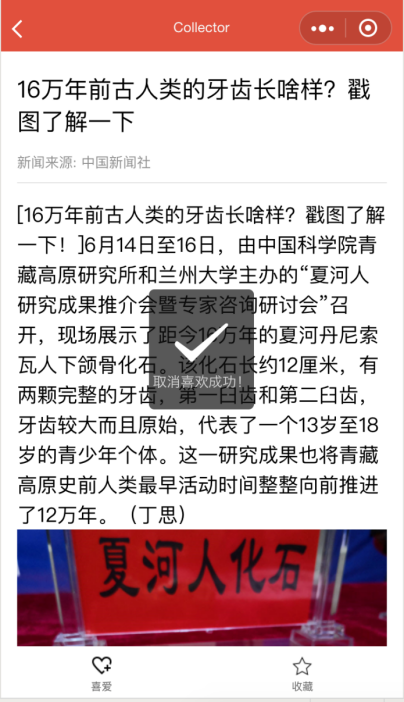 Collector
16万年前古人类的牙齿长啥样？戳
图了解一下
新闻来源: 中国新闻社
[16万年前古人类的牙齿长啥样？戳图了解
一下！]6月14日至16日，由中国科学院青
藏高原研究所和兰州大学主办的“夏河人
研究成果推介会暨专家咨询研讨会”召
开，现场展示了距今16万年的夏河丹尼索
瓦人下颌骨化石。该化石长约12厘米，有
两颗完整的牙齿，第一臼齿和第二臼齿，
牙齿较大而且原始，代表了一个13岁至18
岁的青少年个体。这一研究成果也将青藏
高原史前人类最早活动时间整整向前推进
了12万年。（丁思）
取消喜欢成功！
夏河人化石
喜爱
收藏